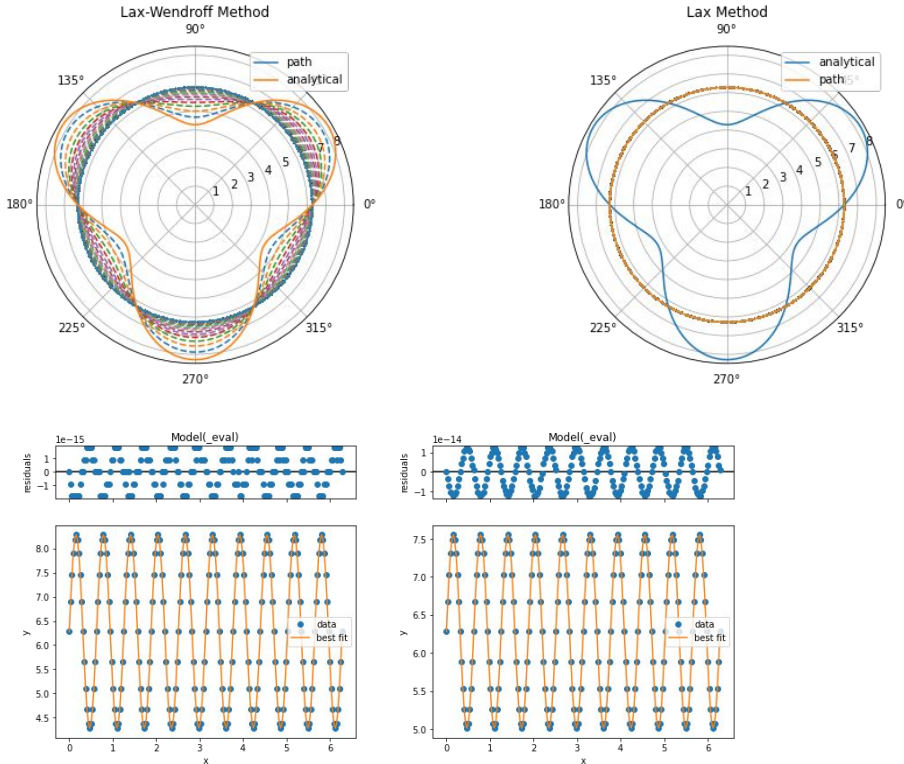 Lax-Wendroff Method
90°
path
analytical
135°
8
7
5
4
3
2
1
180°
0°
225°
315°
270°
Lax Method
90°
analytical
path
135°
45°
8
7
6
5
4
3
2
1
180°
0°
225°
315°
270°
1e−15
Model(_eval)
residuals
1
0
−1
8.0
7.5
7.0
6.5
6.0
5.5
5.0
4.5
y
data
best fit
0 1 2 3 4 5 6
x
1e−14
Model(_eval)
residuals
1
0
−1
7.5
7.0
6.5
6.0
5.5
5.0
y
data
best fit
0 1 2 3 4 5 6
x